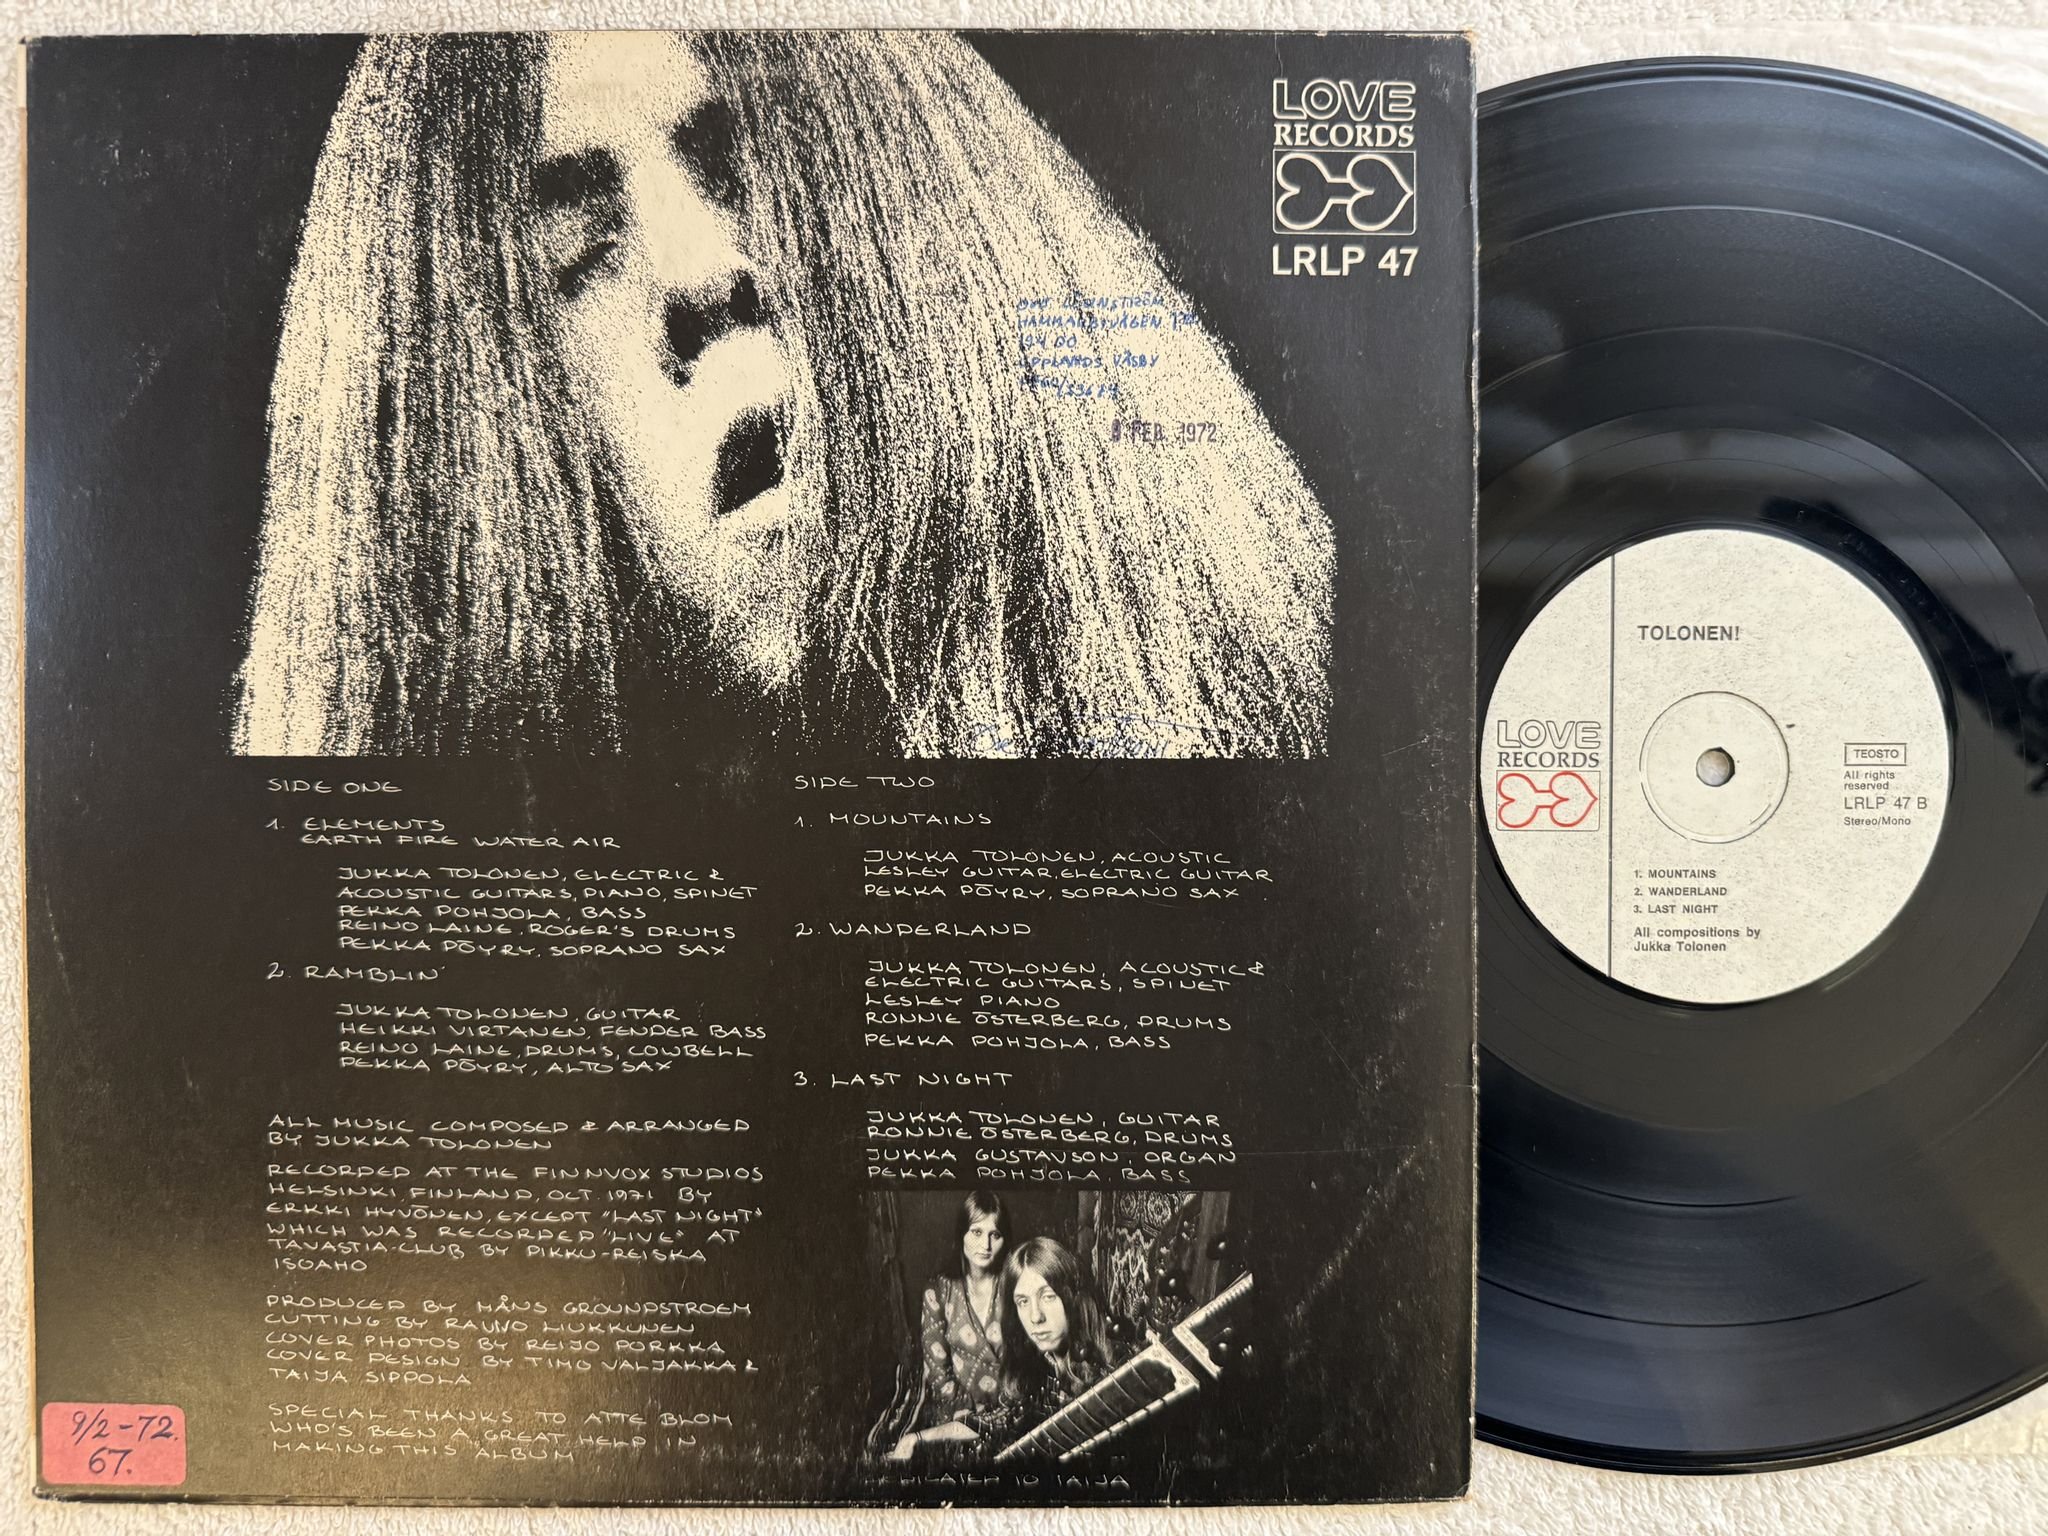 LOVE
RECORDS
LRLP 47
194 00
UPPLANDS VÄSBY
9 FEB. 1972
SIDE ONE
1. ELEMENTS
EARTH FIRE WATER AIR
JUKKA TOLONEN, ELECTRIC &
ACOUSTIC GUITARS, PIANO, SPINET
PEKKA POHJOLA, BASS
REINO LAINE, ROGER'S DRUMS
PEKKA PÖYRY, SOPRANO SAX
2. RAMBLIN'
JUKKA TOLONEN, GUITAR
HEIKKI VIRTANEN, FENDER BASS
REINO LAINE, DRUMS, COWBELL
PEKKA PÖYRY, ALTO SAX
ALL MUSIC COMPOSED & ARRANGED
BY JUKKA TOLONEN
RECORDED AT THE FINNVOX STUDIOS
HELSINKI, FINLAND, OCT. 1971 BY
ERKKI HYVÖNEN, EXCEPT "LAST NIGHT"
WHICH WAS RECORDED "LIVE" AT
TAVASTIA-CLUB BY PIKKU-REISKA
ISOAHO
PRODUCED BY MÅNS GROUNDSTROEM
CUTTING BY RAUNO LIUKKUNEN
COVER PHOTOS BY REIJO PORKKA
COVER DESIGN BY TIMO VALJAKKA &
TAIJA SIPPOLA
SPECIAL THANKS TO ATTE BLOM
WHO'S BEEN A GREAT HELP IN
MAKING THIS ALBUM
9/2-72.
67.
SIDE TWO
1. MOUNTAINS
JUKKA TOLONEN, ACOUSTIC
LESLEY GUITAR, ELECTRIC GUITAR
PEKKA PÖYRY, SOPRANO SAX
2. WANDERLAND
JUKKA TOLONEN, ACOUSTIC &
ELECTRIC GUITARS, SPINET
LESLEY PIANO
RONNIE ÖSTERBERG, DRUMS
PEKKA POHJOLA, BASS
3. LAST NIGHT
JUKKA TOLONEN, GUITAR
RONNIE ÖSTERBERG, DRUMS
JUKKA GUSTAVSON, ORGAN
PEKKA POHJOLA, BASS
DEDICATED TO TAIJA
TOLONEN!
LOVE
RECORDS
TEOSTO
All rights
reserved
LRLP 47 B
Stereo/Mono
1. MOUNTAINS
2. WANDERLAND
3. LAST NIGHT
All compositions by
Jukka Tolonen